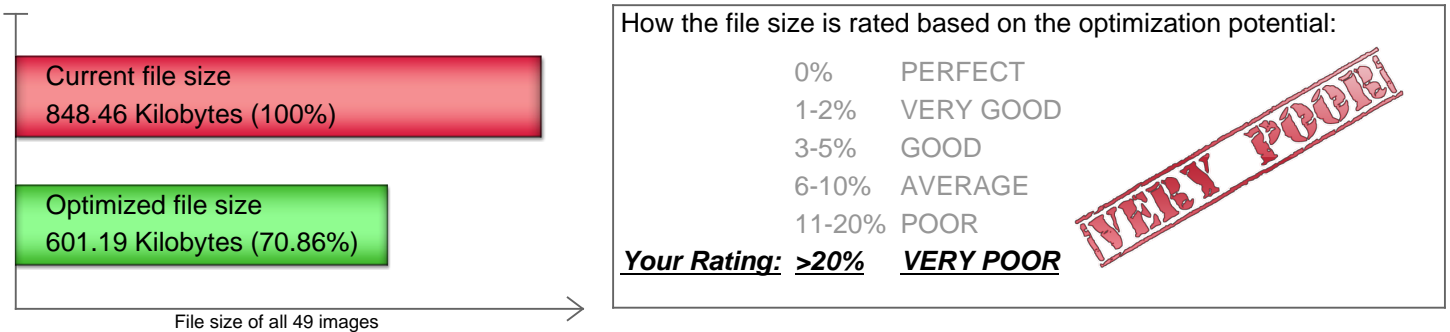 Current file size
848.46 Kilobytes (100%)
Optimized file size
601.19 Kilobytes (70.86%)
File size of all 49 images
How the file size is rated based on the optimization potential:
0% PERFECT
1-2% VERY GOOD
3-5% GOOD
6-10% AVERAGE
11-20% POOR
Your Rating: >20% VERY POOR
VERY POOR